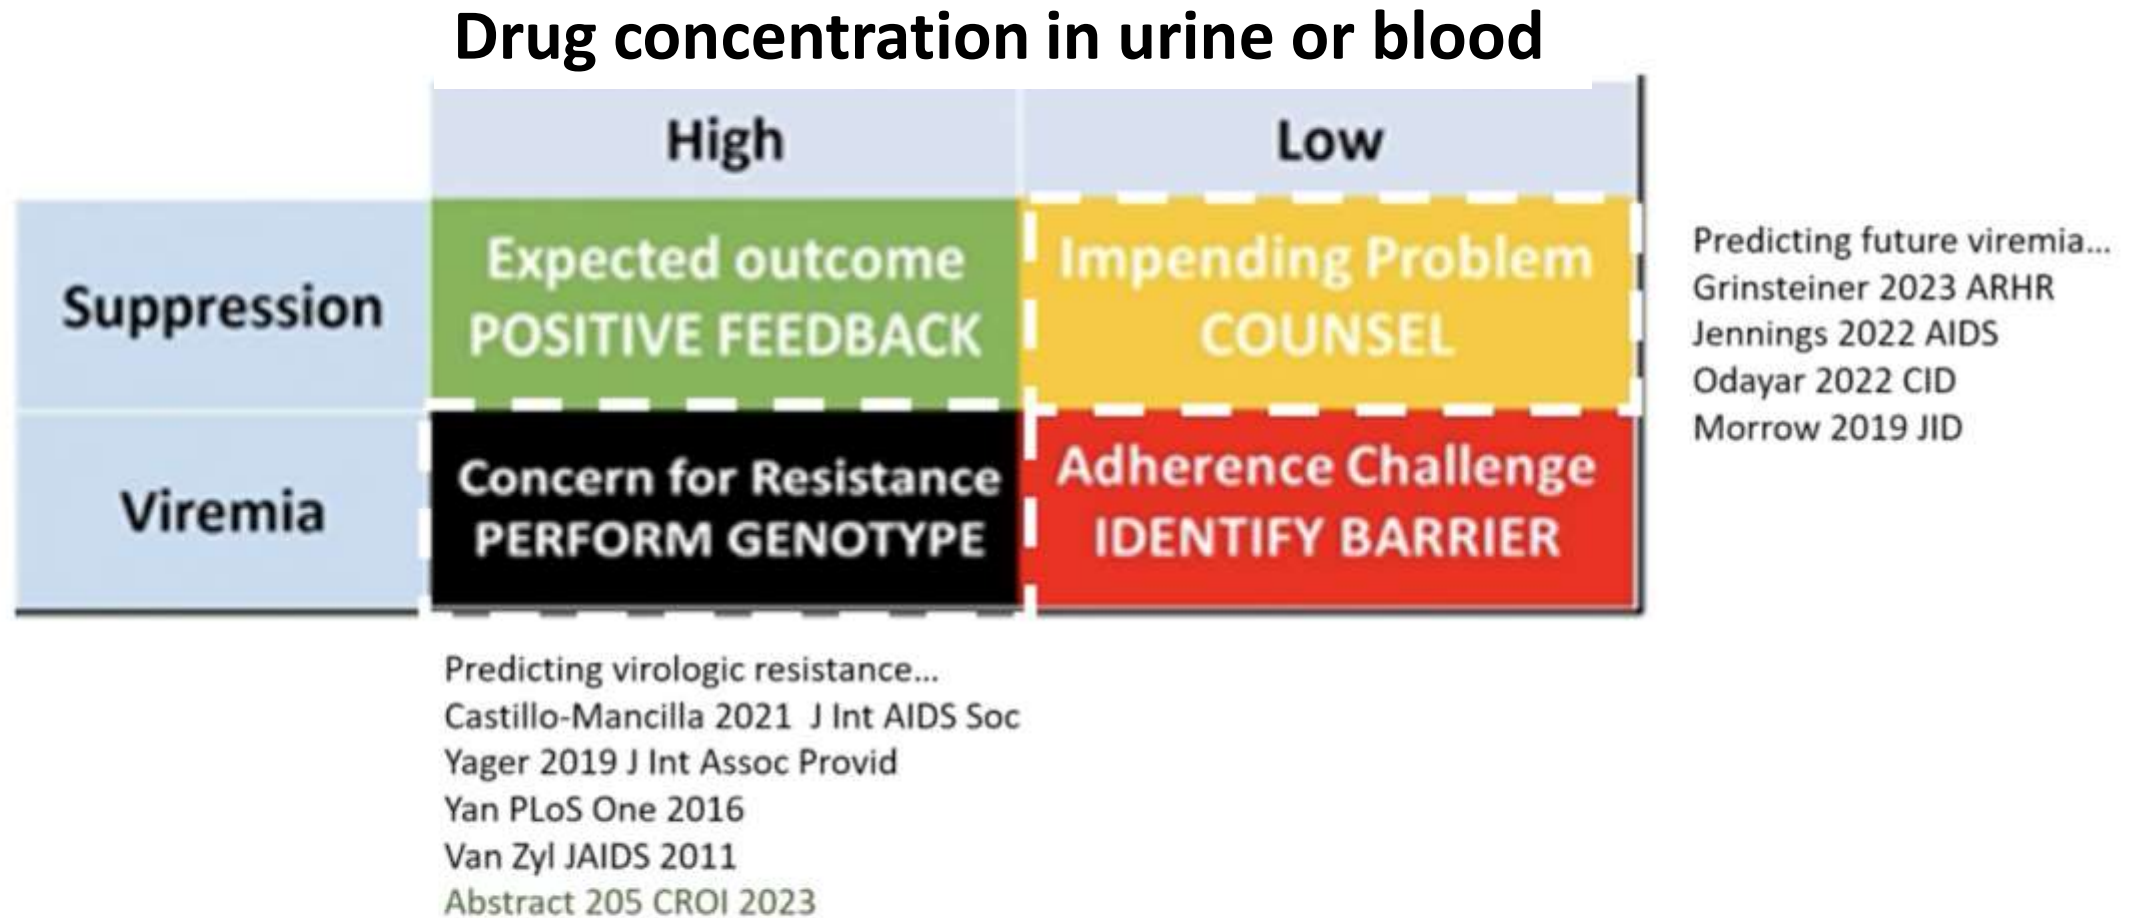 Drug concentration in urine or blood
High
Low
Suppression
Expected outcome
POSITIVE FEEDBACK
Impending Problem
COUNSEL
Viremia
Concern for Resistance
PERFORM GENOTYPE
Adherence Challenge
IDENTIFY BARRIER
Predicting future viremia...
Grinsteiner 2023 ARHR
Jennings 2022 AIDS
Odayar 2022 CID
Morrow 2019 JID
Predicting virologic resistance...
Castillo-Mancilla 2021 J Int AIDS Soc
Yager 2019 J Int Assoc Provid
Yan PLoS One 2016
Van Zyl JAIDS 2011
Abstract 205 CROI 2023